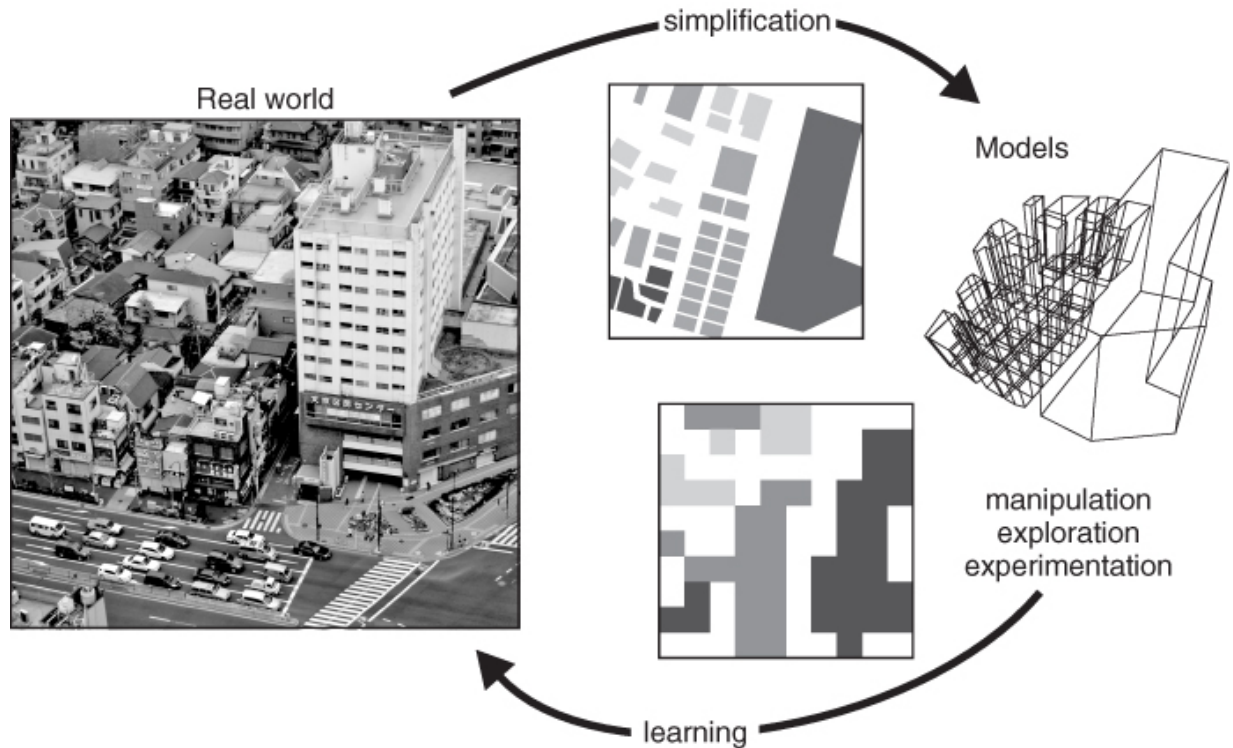 simplification
Real world
Models
manipulation
exploration
experimentation
learning